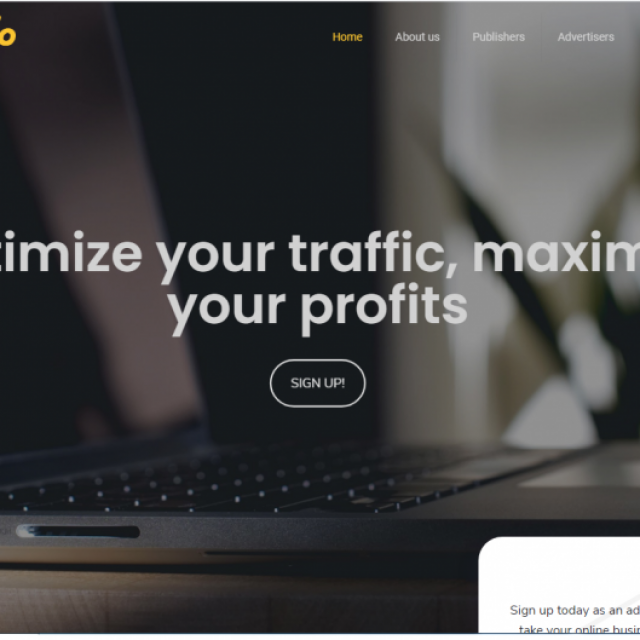 Home About us Publishers Advertisers
timize your traffic, maxim
your profits
SIGN UP!
Sign up today as an ad
take your online busi